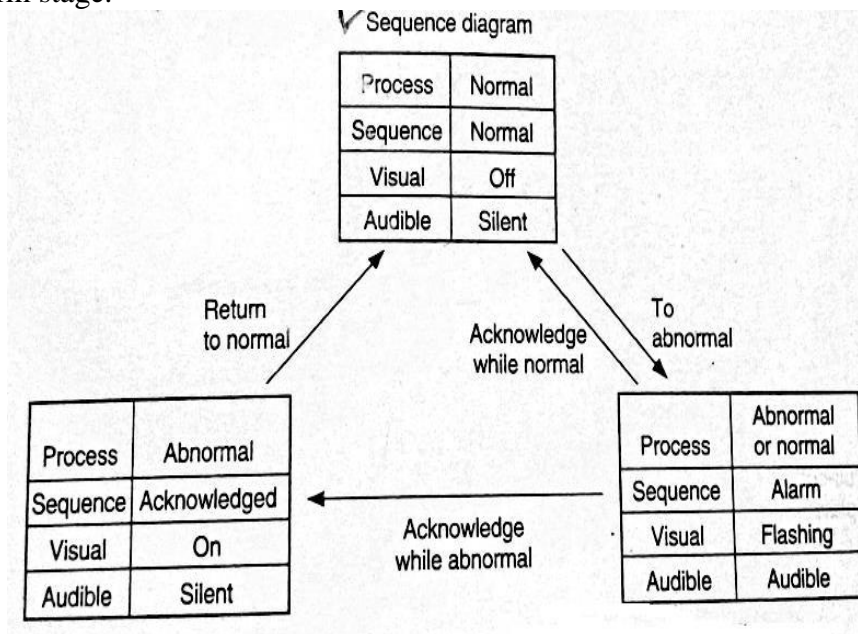 Sequence diagram
Process Normal
Sequence Normal
Visual Off
Audible Silent
Return
to normal
Acknowledge
while normal
To
abnormal
Process Abnormal
Sequence Acknowledged
Visual On
Audible Silent
Acknowledge
while abnormal
Process Abnormal
or normal
Sequence Alarm
Visual Flashing
Audible Audible